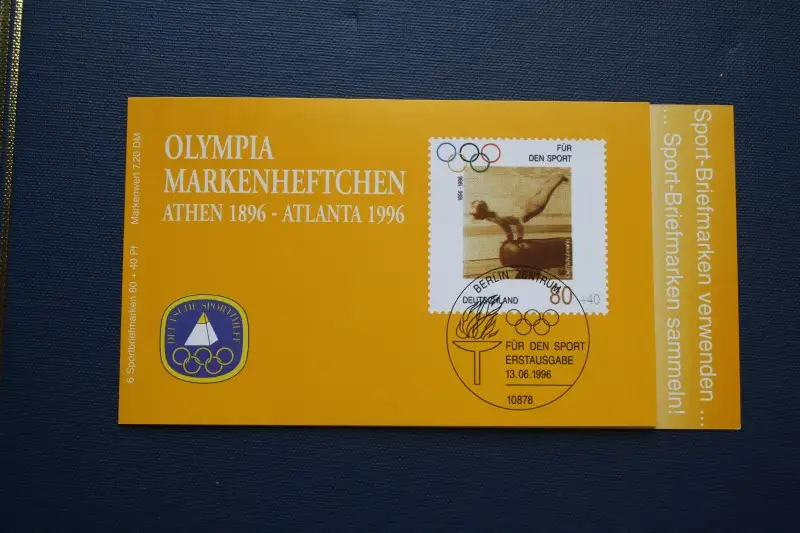 6 Sportbriefmarken 80 + 40 Pf Markenwert 7,20 DM
OLYMPIA
MARKENHEFTCHEN
ATHEN 1896 - ATLANTA 1996
DEUTSCHE SPORTHILFE
FÜR
DEN SPORT
1896 · 1996
DEUTSCHLAND 80 +40
BERLIN ZENTRUM
FÜR DEN SPORT
ERSTAUSGABE
13.06.1996
10878
Sport-Briefmarken verwenden ...
... Sport-Briefmarken sammeln!